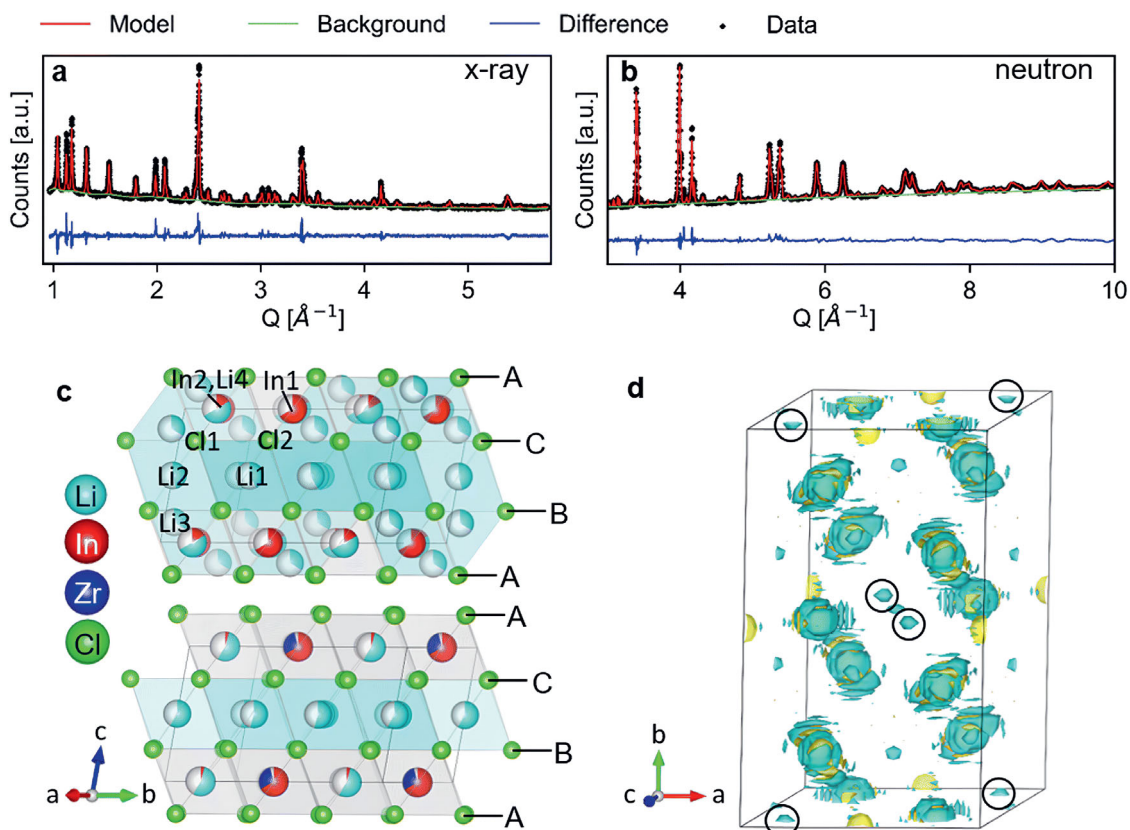 Model Background Difference Data
a x-ray
Counts [a.u.]
1 2 3 4 5
Q [Å⁻¹]
b neutron
Counts [a.u.]
4 6 8 10
Q [Å⁻¹]
c
In2,Li4 In1 A
Cl1 Cl2 C
Li2 Li1
Li3 B
A
Li
In
Zr
Cl
A
C
B
A
c
a b
d
b
c a